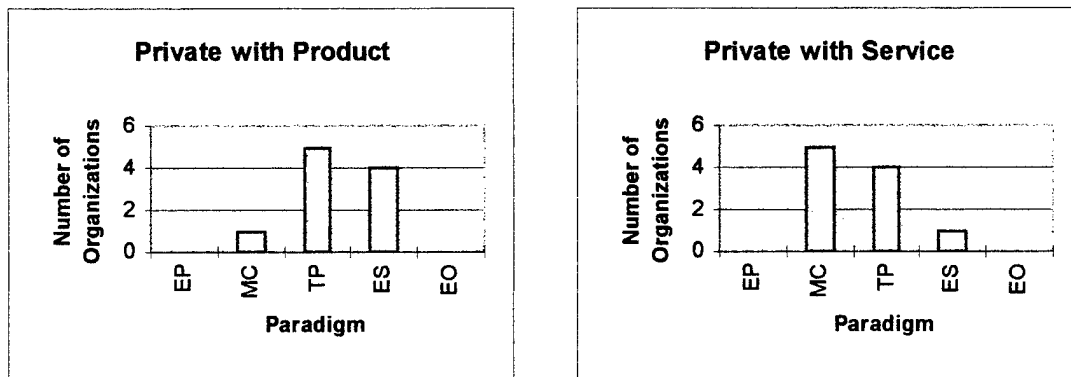 Private with Product
Number of
Organizations
6
4
2
0
EP
MC
TP
ES
EO
Paradigm
Private with Service
Number of
Organizations
6
4
2
0
EP
MC
TP
ES
EO
Paradigm